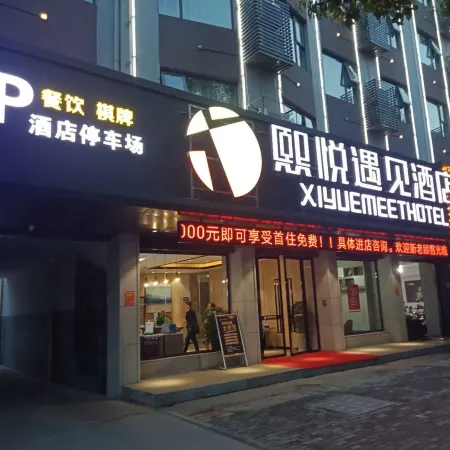 P
餐饮 棋牌
酒店停车场
熙悦遇见酒店
XIYUEMEETHOTEL
000元即可享受首住免费!!具体进店咨询。欢迎新老顾客光临